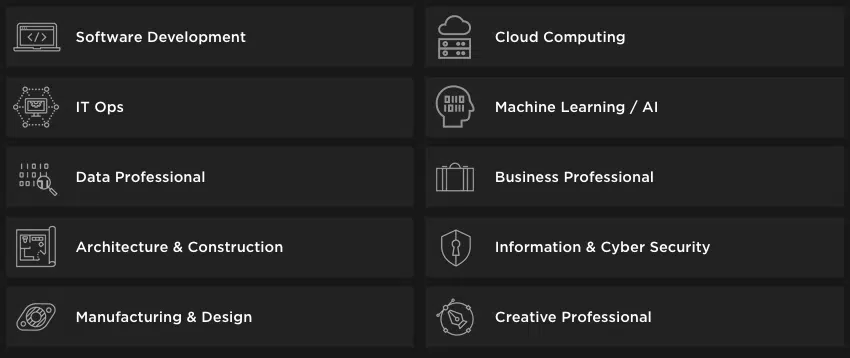 Software Development
Cloud Computing
IT Ops
Machine Learning / AI
Data Professional
Business Professional
Architecture & Construction
Information & Cyber Security
Manufacturing & Design
Creative Professional